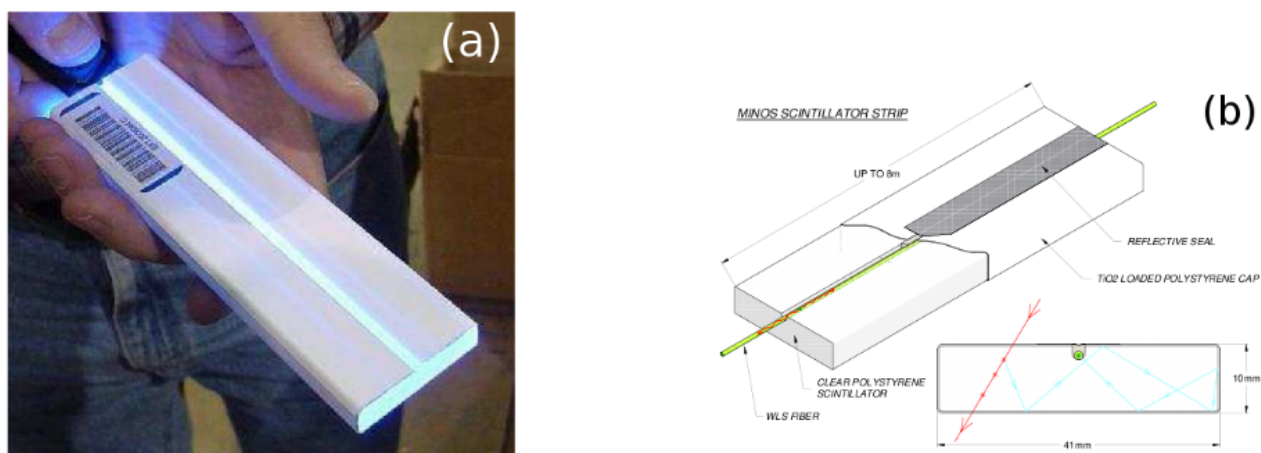 (a)
MINOS SCINTILLATOR STRIP
(b)
UP TO 8m
REFLECTIVE SEAL
TiO2 LOADED POLYSTYRENE CAP
CLEAR POLYSTYRENE
SCINTILLATOR
WLS FIBER
10mm
41mm